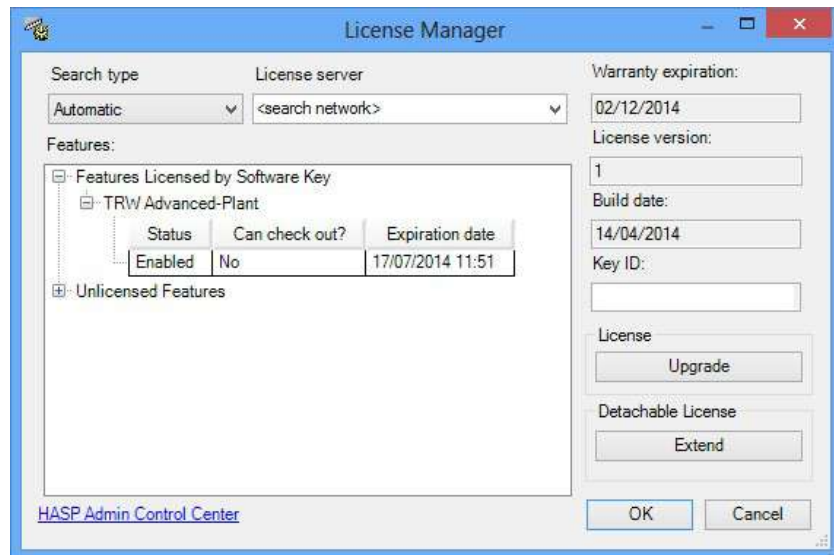 License Manager
Search type
License server
Automatic
<search network>
Features:
Features Licensed by Software Key
TRW Advanced-Plant
Status Can check out? Expiration date
Enabled No 17/07/2014 11:51
Unlicensed Features
HASP Admin Control Center
Warranty expiration:
02/12/2014
License version:
1
Build date:
14/04/2014
Key ID:
License
Upgrade
Detachable License
Extend
OK
Cancel